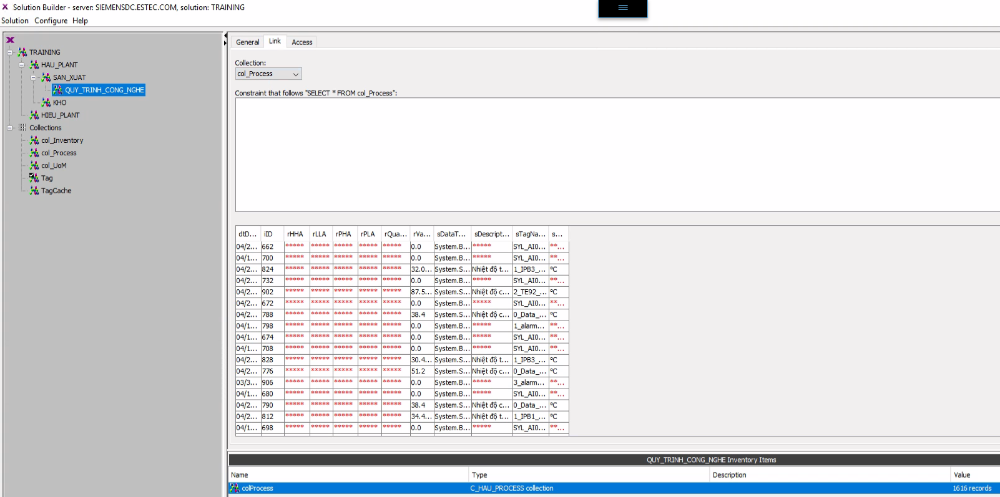 Solution Builder - server: SIEMENSDC.ESTEC.COM, solution: TRAINING
Solution Configure Help
TRAINING
HAU_PLANT
SAN_XUAT
QUY_TRINH_CONG_NGHE
KHO
HIEU_PLANT
Collections
col_Inventory
col_Process
col_UoM
Tag
TagCache
General Link Access
Collection:
col_Process
Constraint that follows "SELECT * FROM col_Process":
dtD... iID rHHA rLLA rPHA rPLA rQua... rVa... sDataT... sDescript... sTagNa... s...
04/2... 662 ***** ***** ***** ***** ***** 0.0 System.B... ***** SYL_AI0... **...
04/1... 700 ***** ***** ***** ***** ***** 0.0 System.B... ***** SYL_AI0... **...
04/2... 824 ***** ***** ***** ***** ***** 32.0... System.S... Nhiệt độ t... 1_IPB3_... °C
04/2... 732 ***** ***** ***** ***** ***** 0.0 System.B... ***** SYL_AI0... **...
04/2... 902 ***** ***** ***** ***** ***** 87.5... System.S... Nhiệt độ c... 2_TE92_... °C
04/2... 672 ***** ***** ***** ***** ***** 0.0 System.B... ***** SYL_AI0... **...
04/2... 788 ***** ***** ***** ***** ***** 38.4 System.S... Nhiệt độ c... 0_Data_... °C
04/1... 798 ***** ***** ***** ***** ***** 0.0 System.B... ***** 1_alarm... **...
04/1... 674 ***** ***** ***** ***** ***** 0.0 System.B... ***** SYL_AI0... **...
04/1... 708 ***** ***** ***** ***** ***** 0.0 System.B... ***** SYL_AI0... **...
04/2... 828 ***** ***** ***** ***** ***** 30.4... System.S... Nhiệt độ t... 1_IPB3_... °C
04/2... 776 ***** ***** ***** ***** ***** 51.2 System.S... Nhiệt độ c... 0_Data_... °C
03/3... 906 ***** ***** ***** ***** ***** 0.0 System.B... ***** 3_alarm... **...
04/1... 680 ***** ***** ***** ***** ***** 0.0 System.B... ***** SYL_AI0... **...
04/2... 790 ***** ***** ***** ***** ***** 38.4 System.S... Nhiệt độ c... 0_Data_... °C
04/2... 812 ***** ***** ***** ***** ***** 34.4... System.S... Nhiệt độ t... 1_IPB1_... °C
04/1... 698 ***** ***** ***** ***** ***** 0.0 System.B... ***** SYL_AI0... **...
QUY_TRINH_CONG_NGHE Inventory Items
Name Type Description Value
colProcess C_HAU_PROCESS collection 1616 records